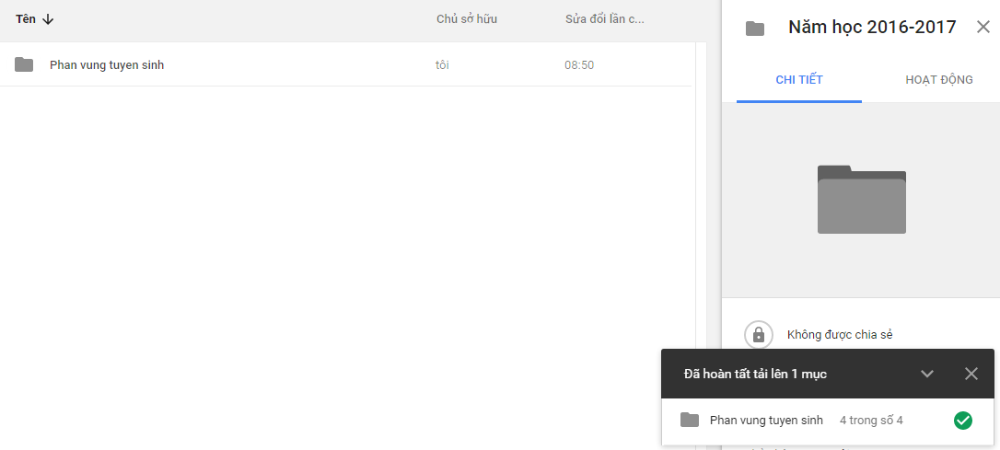 Tên
Chủ sở hữu
Sửa đổi lần c...
Phan vung tuyen sinh
tôi
08:50
Năm học 2016-2017
CHI TIẾT
HOẠT ĐỘNG
Không được chia sẻ
Đã hoàn tất tải lên 1 mục
Phan vung tuyen sinh
4 trong số 4